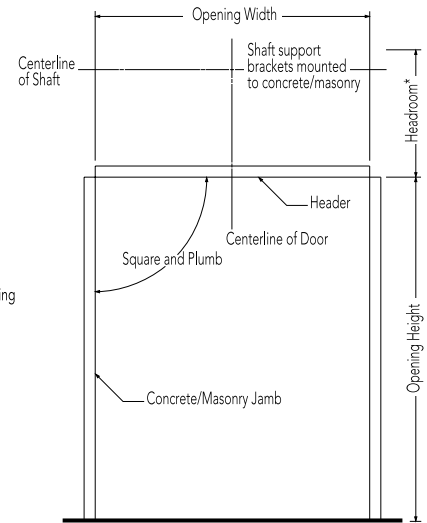 Opening Width
Centerline
of Shaft
Shaft support
brackets mounted
to concrete/masonry
Headroom*
Header
Centerline of Door
Square and Plumb
Opening Height
Concrete/Masonry Jamb